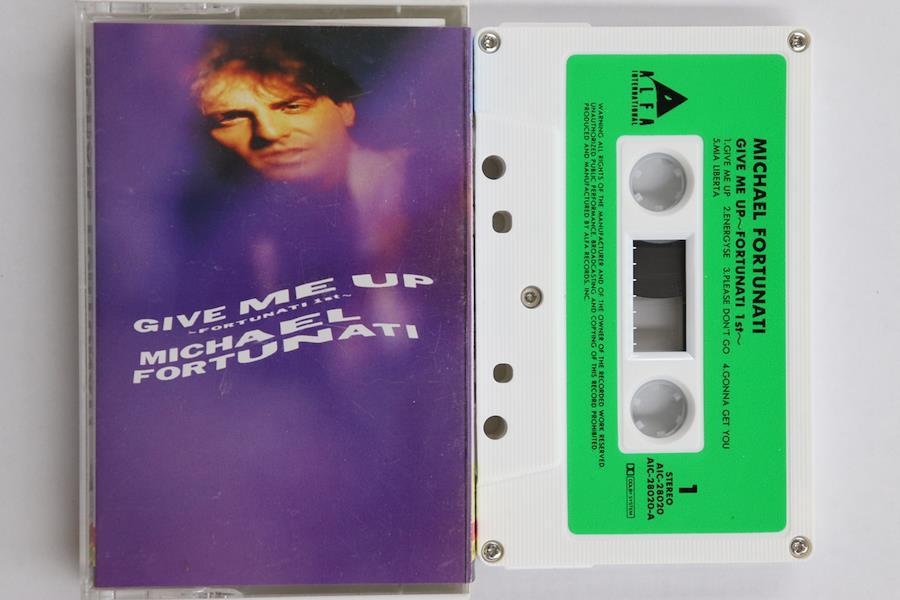 GIVE ME UP
~FORTUNATI 1st~
MICHAEL
FORTUNATI
ALFA
INTERNATIONAL
MICHAEL FORTUNATI
GIVE ME UP~FORTUNATI 1st~
1.GIVE ME UP 2.ENERGYSE 3.PLEASE DON'T GO 4.GONNA GET YOU
5.MIA LIBERTA
WARNING:ALL RIGHTS OF THE MANUFACTURER AND OF THE OWNER OF THE RECORDED WORK RESERVED.
UNAUTHORIZED PUBLIC PERFORMANCE, BROADCASTING AND COPYING OF THIS RECORD PROHIBITED.
PRODUCED AND MANUFACTURED BY ALFA RECORDS, INC.
1
STEREO
AIC-28020
AIC-28020-A
DOLBY SYSTEM